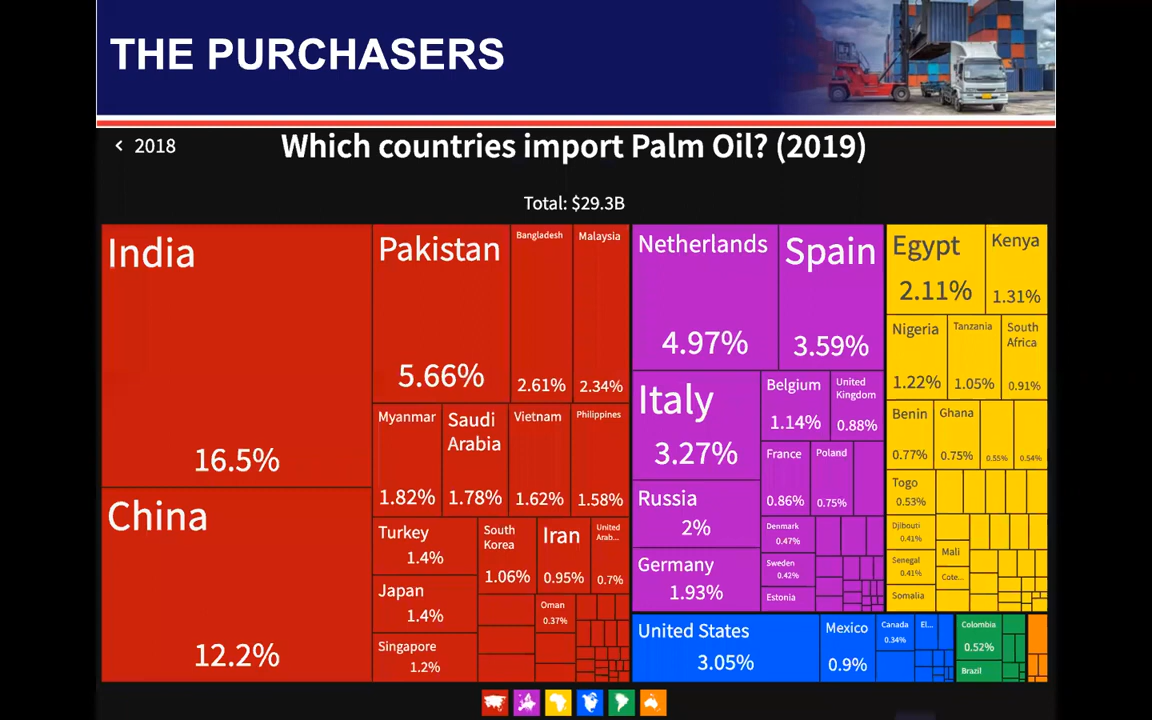 THE PURCHASERS
< 2018
Which countries import Palm Oil? (2019)
Total: $29.3B
India
16.5%
China
12.2%
Pakistan
5.66%
Bangladesh
2.61%
Malaysia
2.34%
Myanmar
1.82%
Saudi
Arabia
1.78%
Vietnam
1.62%
Philippines
1.58%
Turkey
1.4%
Japan
1.4%
Singapore
1.2%
South
Korea
1.06%
Iran
0.95%
United
Arab...
0.7%
Oman
0.37%
Netherlands
4.97%
Spain
3.59%
Italy
3.27%
Russia
2%
Germany
1.93%
Belgium
1.14%
United
Kingdom
0.88%
France
0.86%
Poland
0.75%
Denmark
0.47%
Sweden
0.42%
Estonia
Egypt
2.11%
Kenya
1.31%
Nigeria
1.22%
Tanzania
1.05%
South
Africa
0.91%
Benin
0.77%
Ghana
0.75%
0.55%
0.54%
Togo
0.53%
Djibouti
0.41%
Senegal
0.41%
Somalia
Mali
Cote...
United States
3.05%
Mexico
0.9%
Canada
0.34%
El...
Colombia
0.52%
Brazil